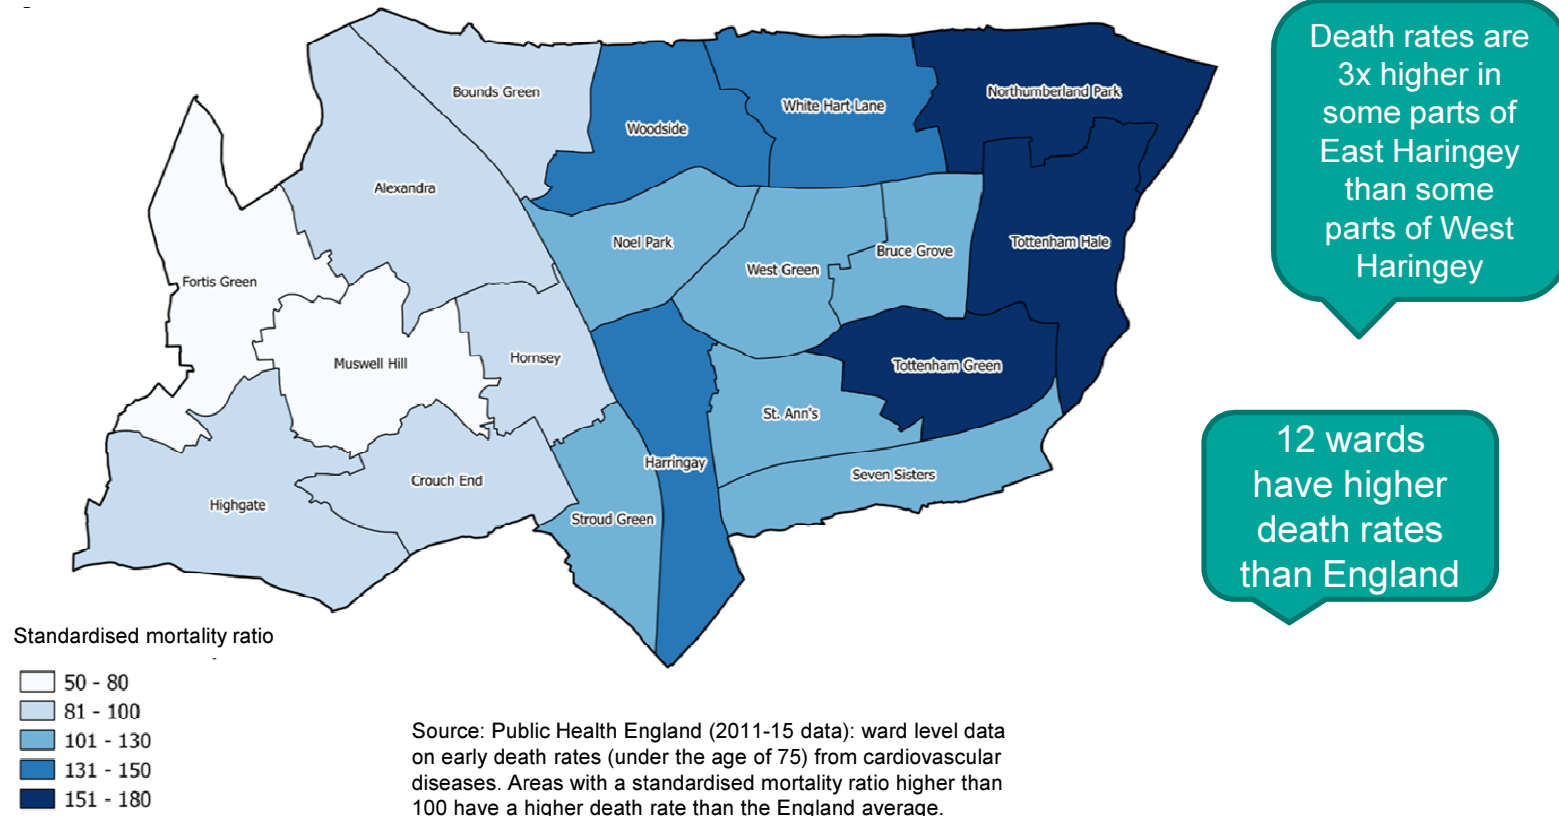 Bounds Green
Woodside
White Hart Lane
Northumberland Park
Alexandra
Noel Park
West Green
Bruce Grove
Tottenham Hale
Fortis Green
Muswell Hill
Hornsey
Tottenham Green
St. Ann's
Harringay
Seven Sisters
Crouch End
Highgate
Stroud Green
Death rates are
3x higher in
some parts of
East Haringey
than some
parts of West
Haringey
12 wards
have higher
death rates
than England
Standardised mortality ratio
50 - 80
81 - 100
101 - 130
131 - 150
151 - 180
Source: Public Health England (2011-15 data): ward level data
on early death rates (under the age of 75) from cardiovascular
diseases. Areas with a standardised mortality ratio higher than
100 have a higher death rate than the England average.